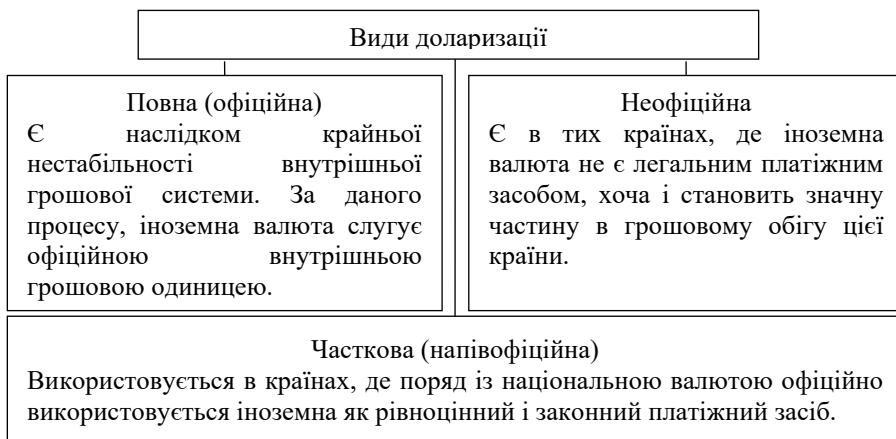 Види доларизації
Повна (офіційна)
Є наслідком крайньої
нестабільності внутрішньої
грошової системи. За даного
процесу, іноземна валюта слугує
офіційною внутрішньою
грошовою одиницею.
Неофіційна
Є в тих країнах, де іноземна
валюта не є легальним платіжним
засобом, хоча і становить значну
частину в грошовому обігу цієї
країни.
Часткова (напівофіційна)
Використовується в країнах, де поряд із національною валютою офіційно
використовується іноземна як рівноцінний і законний платіжний засіб.